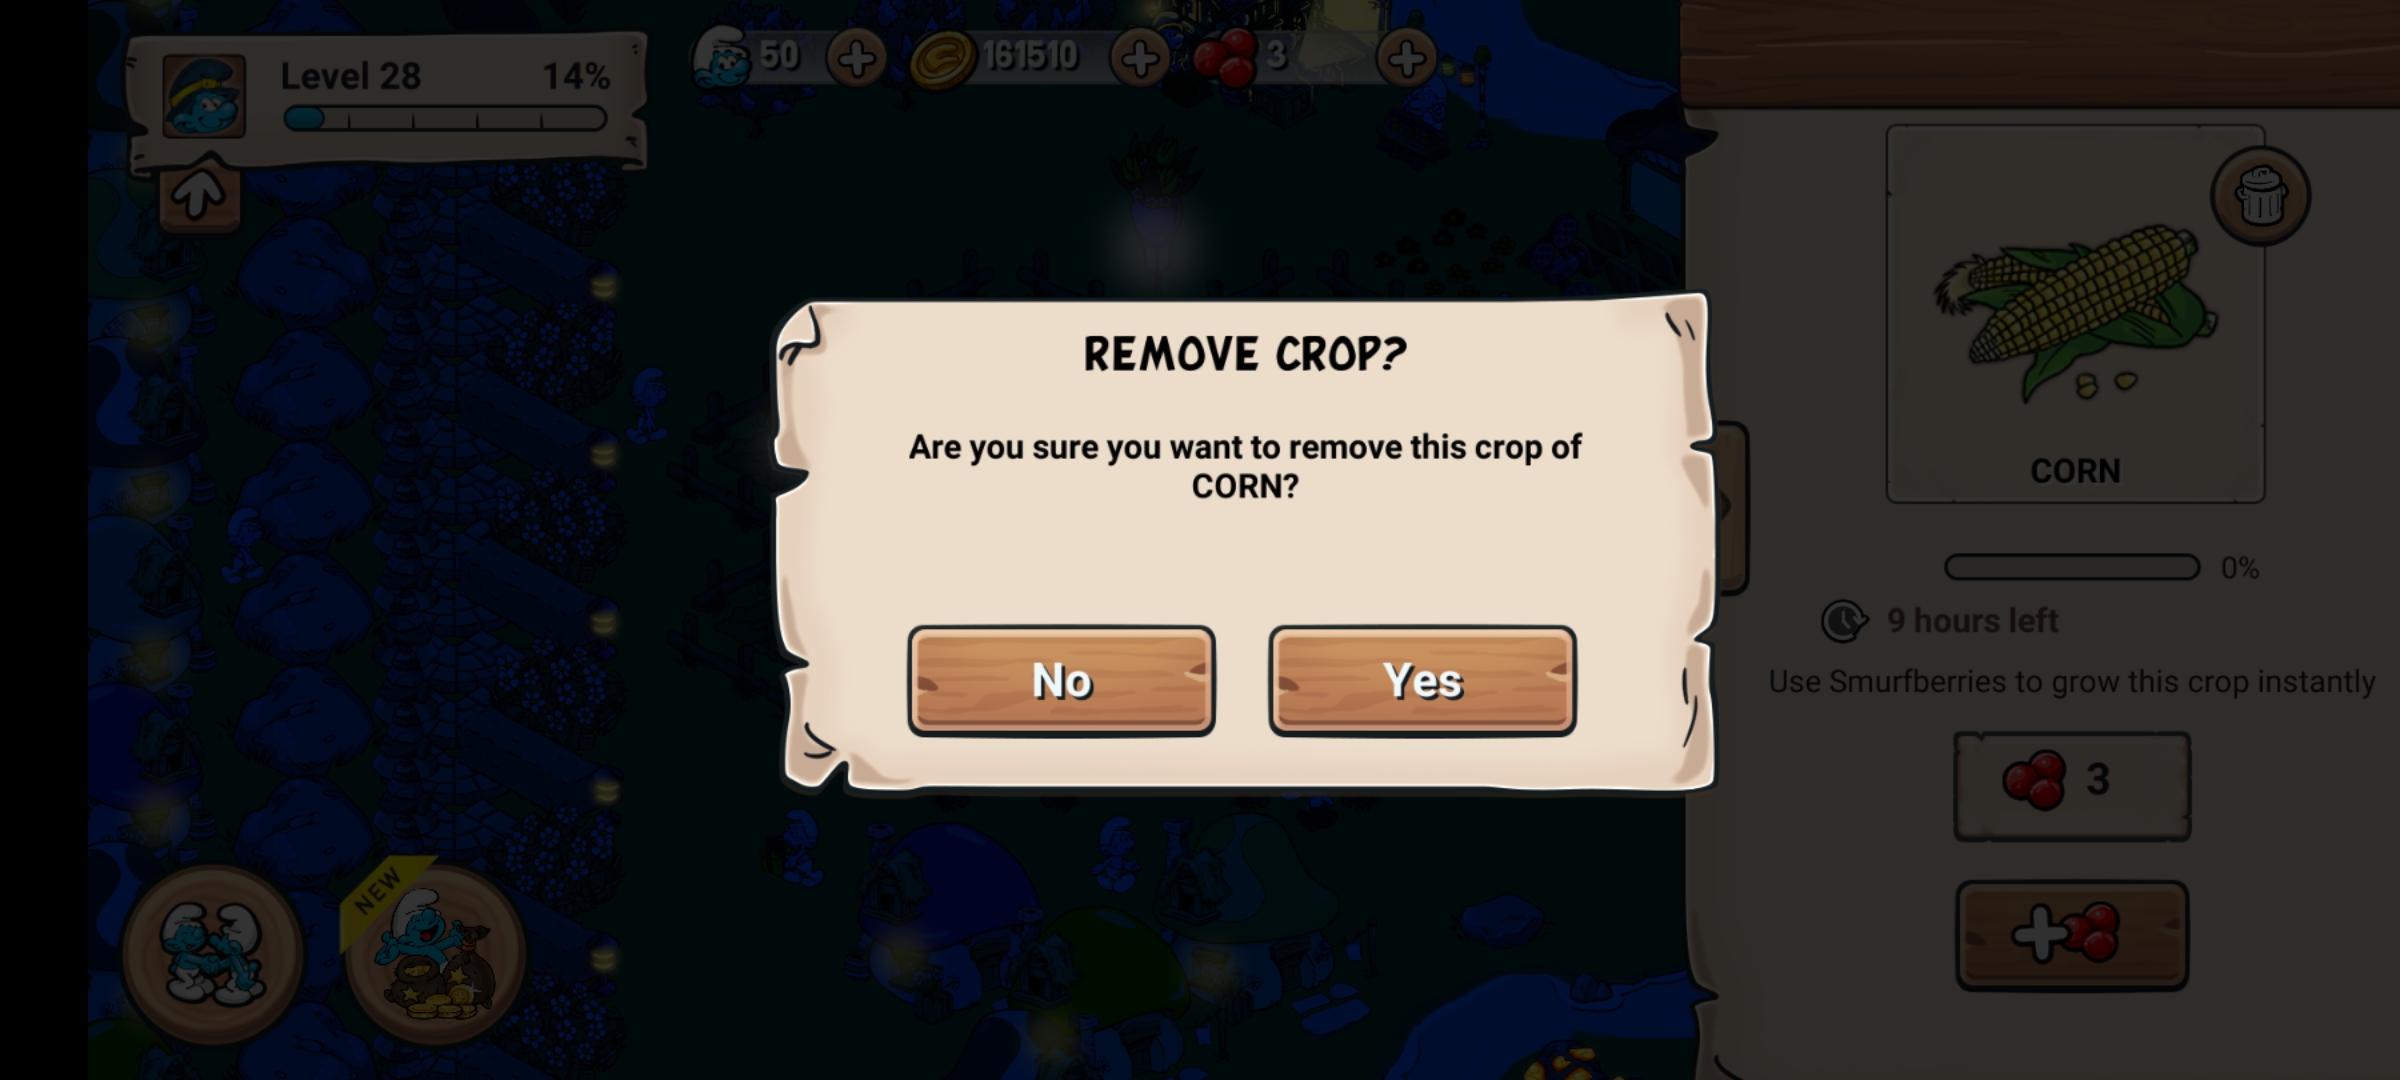 Level 28 14%
50
161510
3
NEW
REMOVE CROP?
Are you sure you want to remove this crop of
CORN?
No
Yes
CORN
0%
9 hours left
Use Smurfberries to grow this crop instantly
3